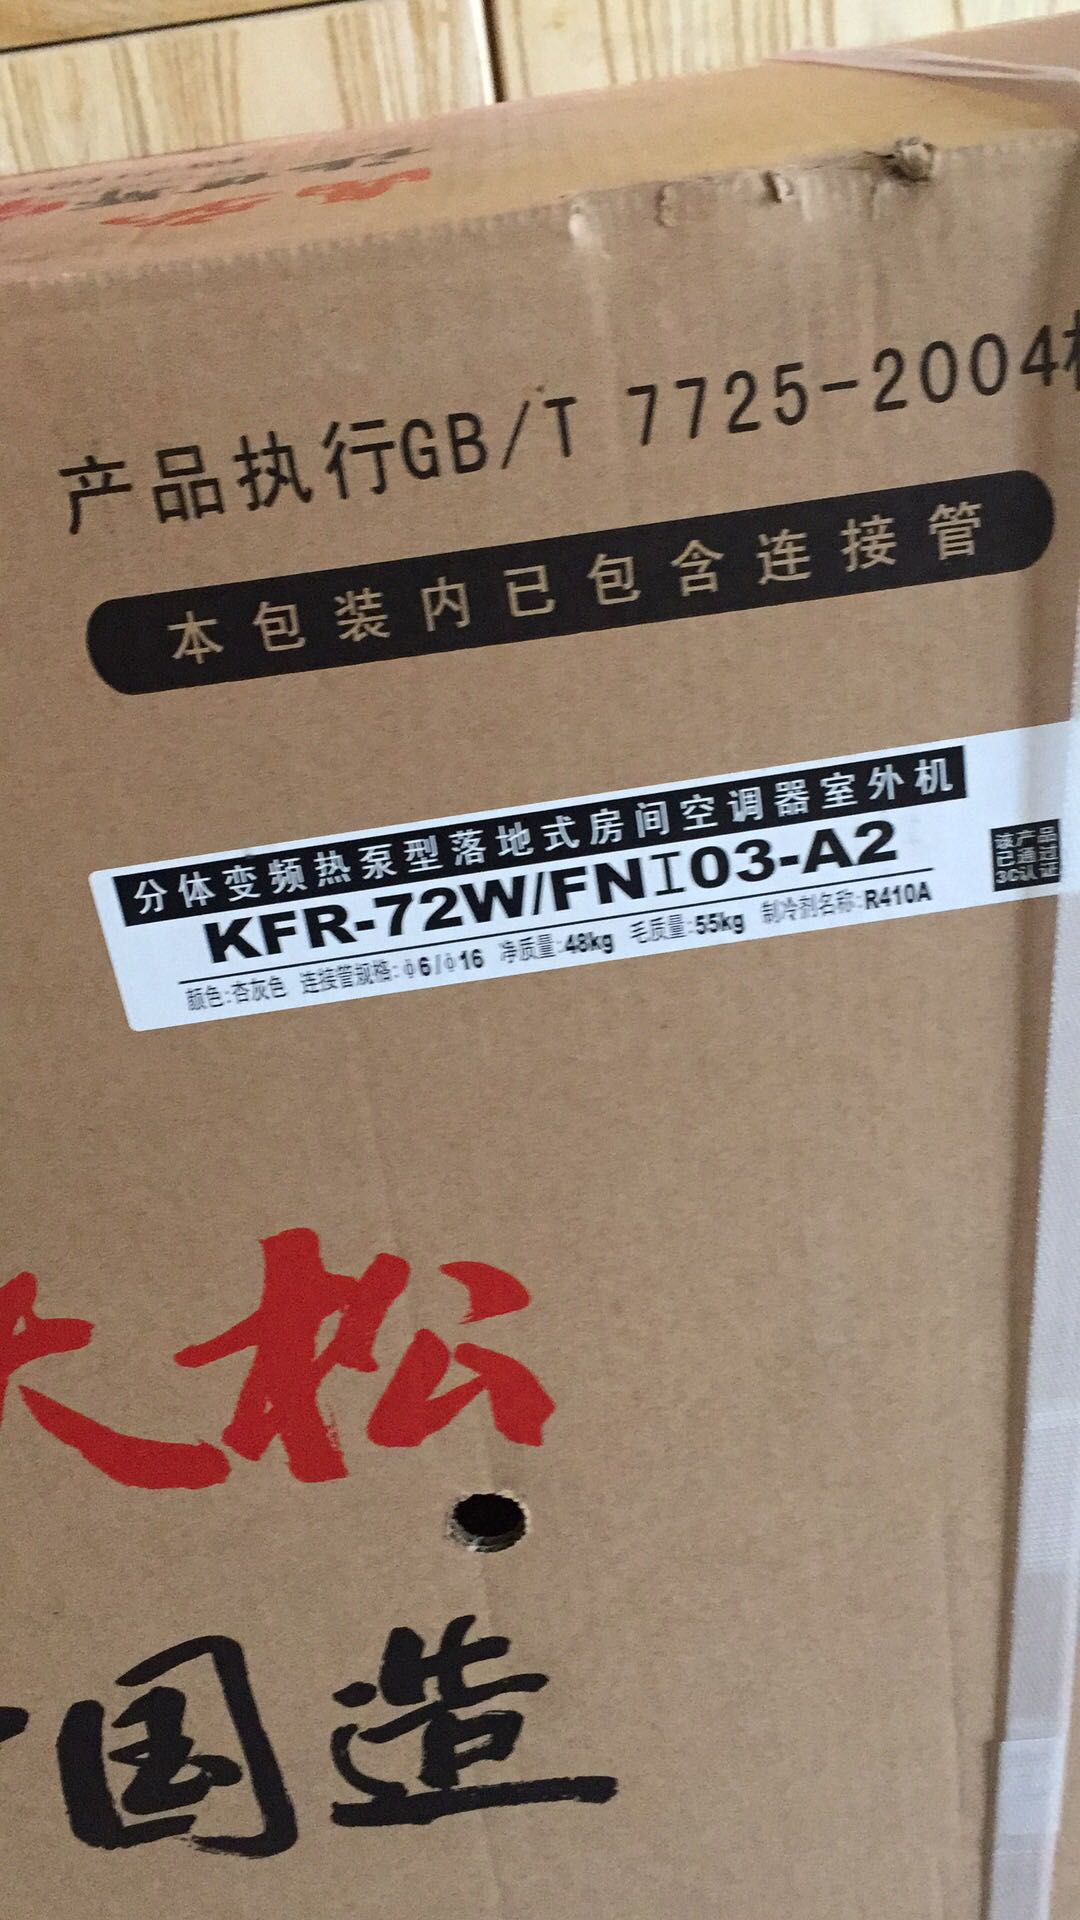 产品执行GB/T 7725-2004
本包装内已包含连接管
分体变频热泵型落地式房间空调器室外机
KFR-72W/FNI03-A2
颜色:杏灰色 连接管规格:ϕ6/ϕ16 净质量:48kg 毛质量:55kg 制冷剂名称:R410A
该产品
已通过
3C认证
大松
国造